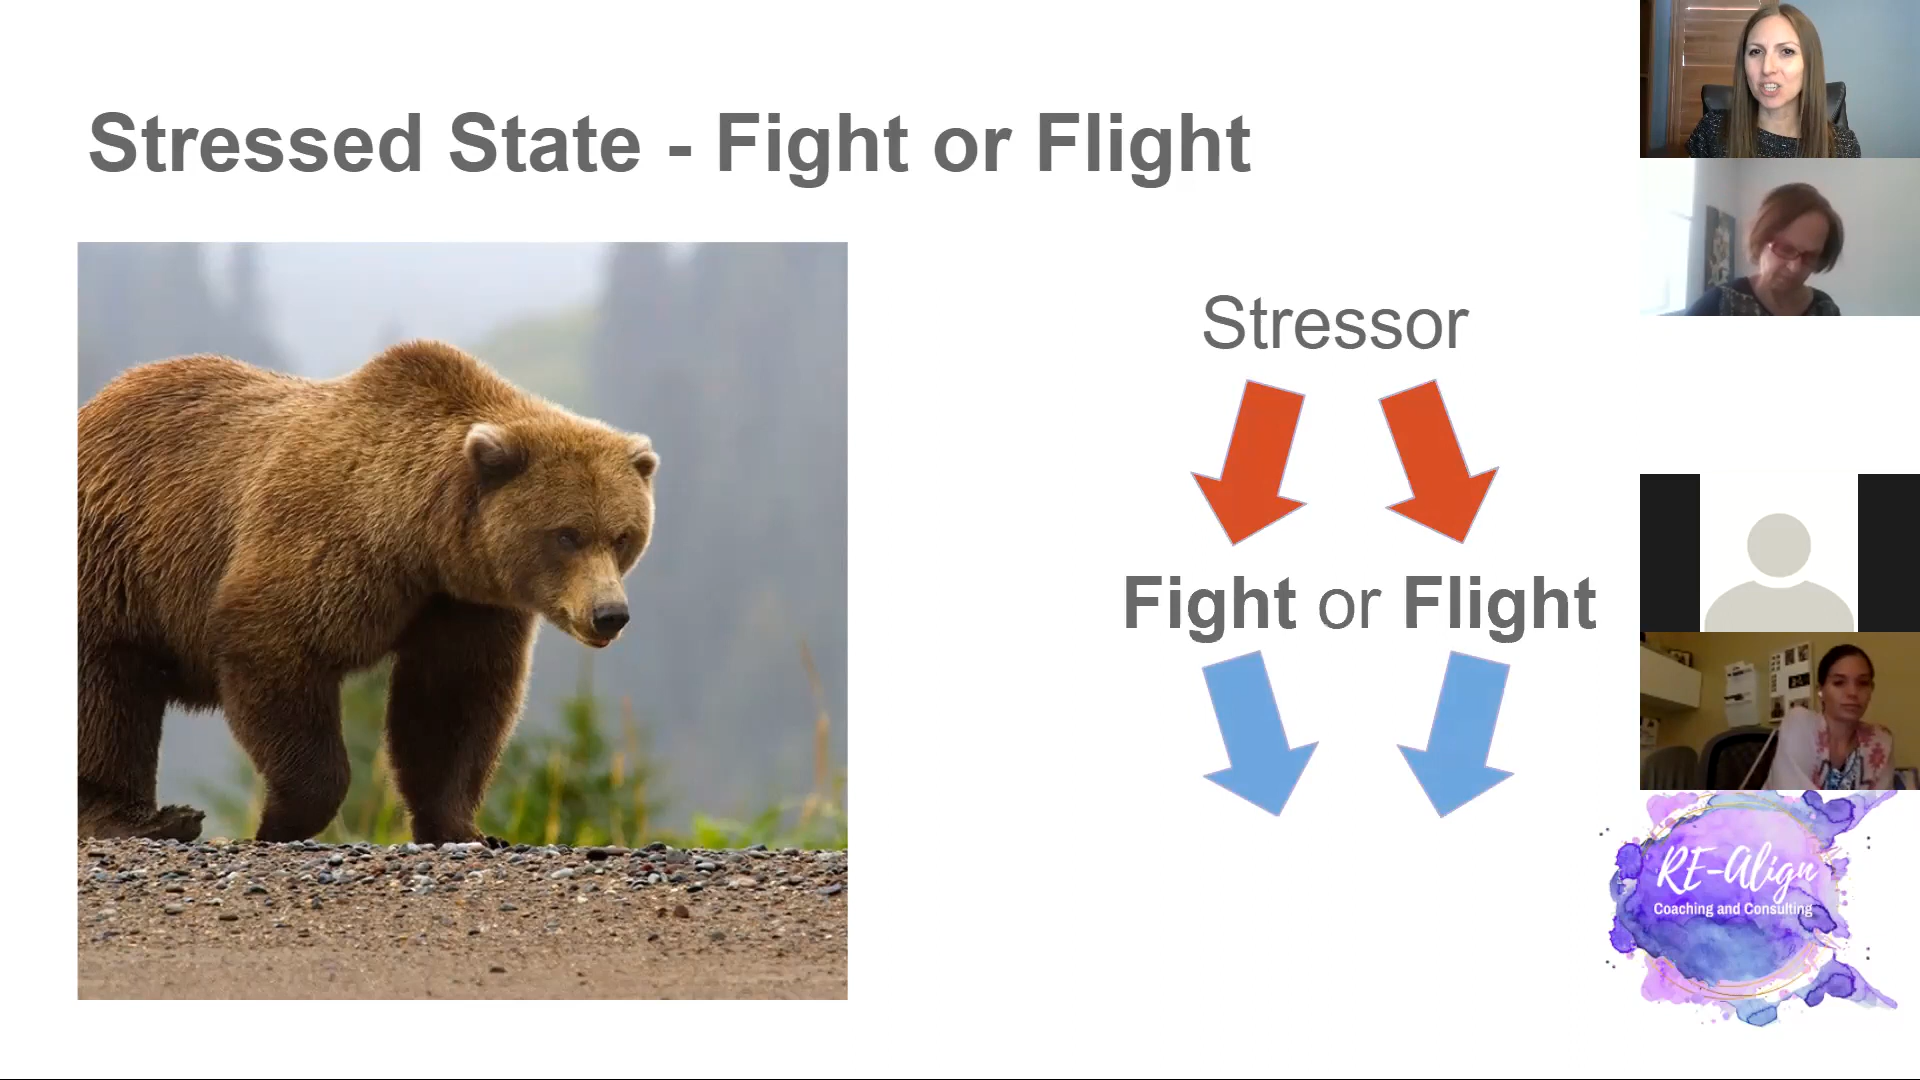 Stressed State - Fight or Flight
Stressor
Fight or Flight
RE-Align
Coaching and Consulting